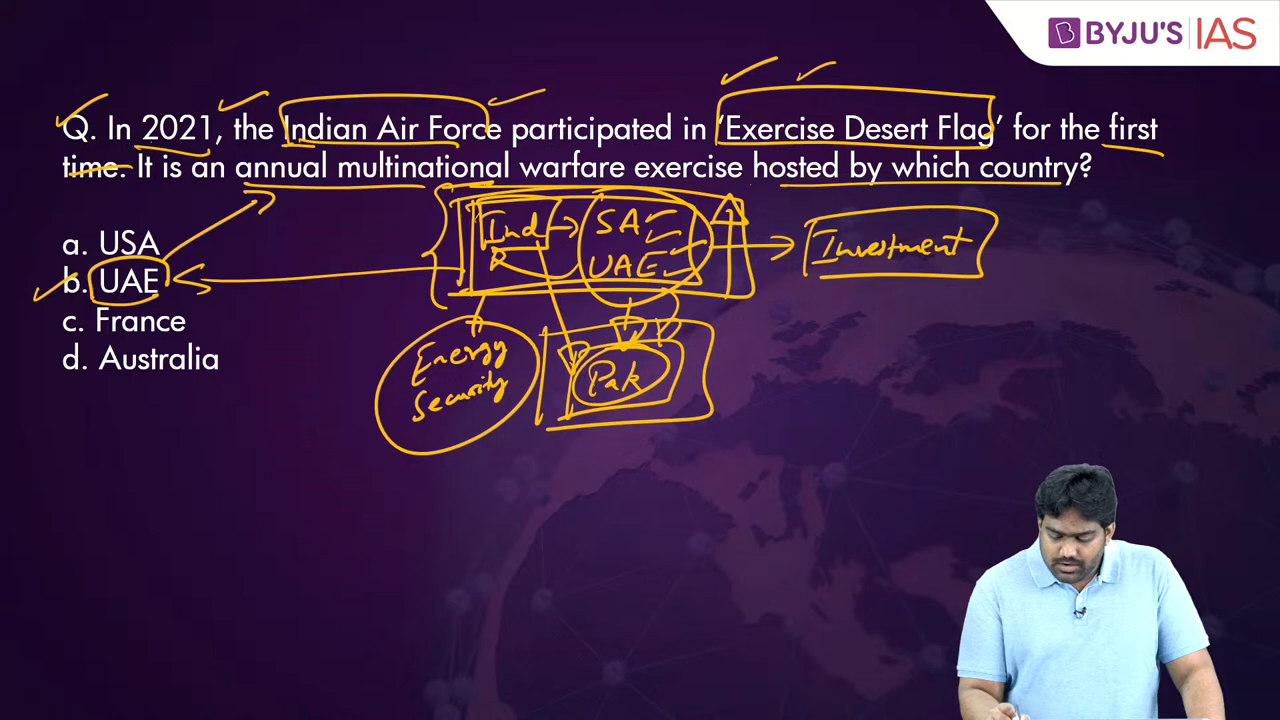 BYJU'S IAS
Q. In 2021, the Indian Air Force participated in 'Exercise Desert Flag' for the first
time. It is an annual multinational warfare exercise hosted by which country?
a. USA
b. UAE
c. France
d. Australia
Ind
R
SA
UAE
Investment
Energy
Security
Pak